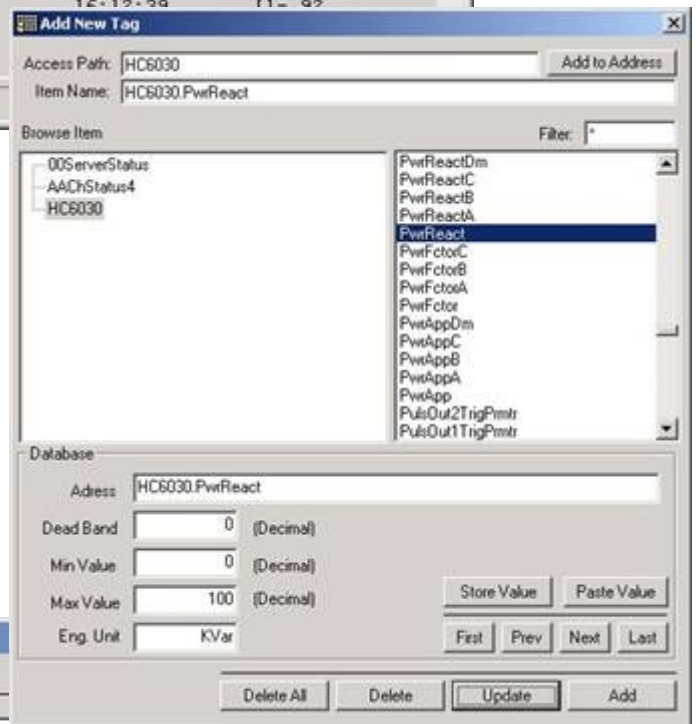 Add New Tag
Access Path: HC6030 Add to Address
Item Name: HC6030.PwrReact
Browse Item Filter: *
00ServerStatus
AAChStatus4
HC6030
PwrReactDm
PwrReactC
PwrReactB
PwrReactA
PwrReact
PwrFctorC
PwrFctorB
PwrFctorA
PwrFctor
PwrAppDm
PwrAppC
PwrAppB
PwrAppA
PwrApp
PulsOut2TrigPrmtr
PulsOut1TrigPrmtr
Database
Adress HC6030.PwrReact
Dead Band 0 (Decimal)
Min Value 0 (Decimal)
Max Value 100 (Decimal)
Eng. Unit KVar
Store Value Paste Value
First Prev Next Last
Delete All Delete Update Add